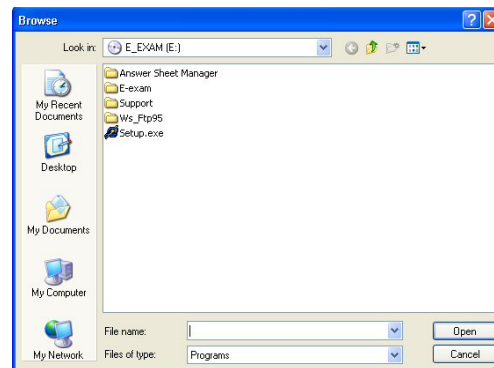 Browse
Look in: E_EXAM (E:)
My Recent Documents
Desktop
My Documents
My Computer
My Network
Answer Sheet Manager
E-exam
Support
Ws_Ftp95
Setup.exe
File name: Open
Files of type: Programs Cancel